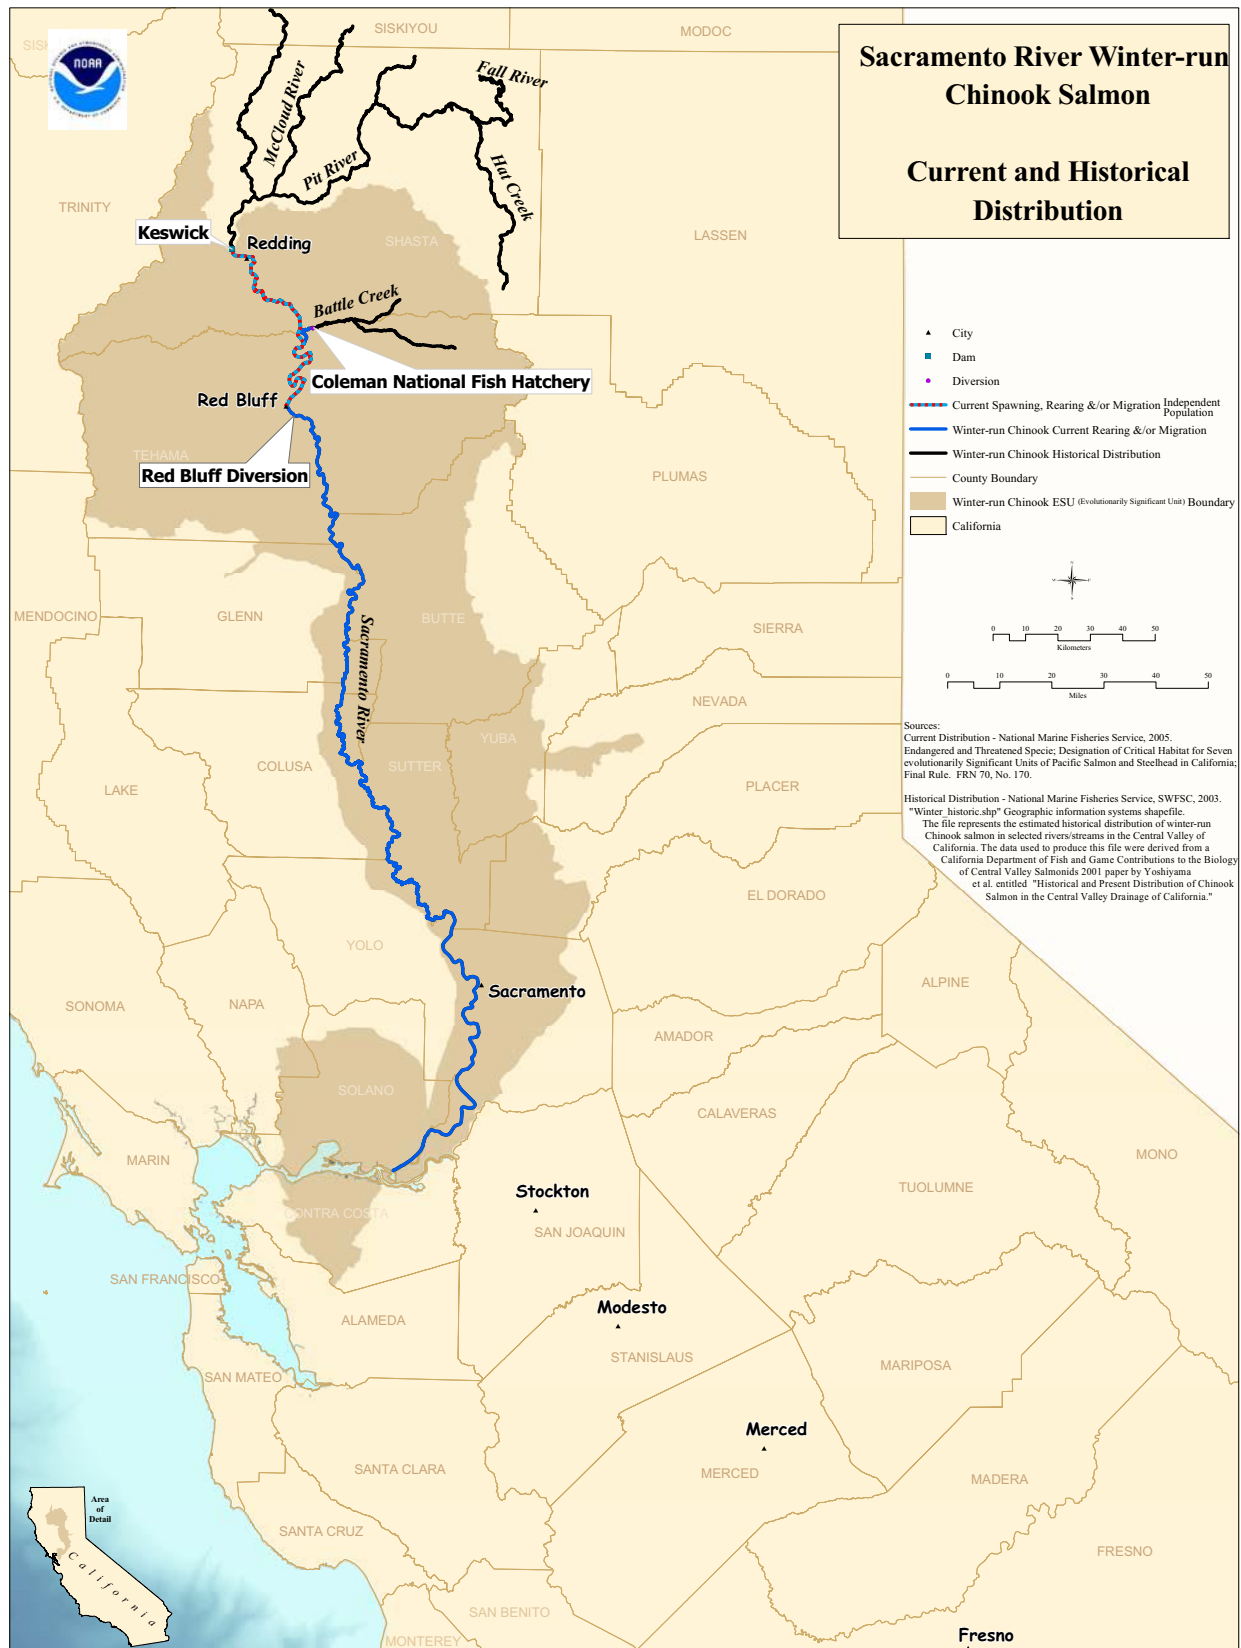 Sacramento River Winter-run
Chinook Salmon
Current and Historical
Distribution
NOAA
SISKIYOU
MODOC
McCloud River
Fall River
Pit River
Hat Creek
TRINITY
Keswick
Redding
SHASTA
LASSEN
Battle Creek
Coleman National Fish Hatchery
Red Bluff
TEHAMA
Red Bluff Diversion
PLUMAS
City
Dam
Diversion
Current Spawning, Rearing &/or Migration Independent
Population
Winter-run Chinook Current Rearing &/or Migration
Winter-run Chinook Historical Distribution
County Boundary
Winter-run Chinook ESU (Evolutionarily Significant Unit) Boundary
California
0 10 20 30 40 50
Kilometers
0 10 20 30 40 50
Miles
Sources:
Current Distribution - National Marine Fisheries Service, 2005.
Endangered and Threatened Specie; Designation of Critical Habitat for Seven
evolutionarily Significant Units of Pacific Salmon and Steelhead in California;
Final Rule. FRN 70, No. 170.
Historical Distribution - National Marine Fisheries Service, SWFSC, 2003.
"Winter_historic.shp" Geographic information systems shapefile.
The file represents the estimated historical distribution of winter-run
Chinook salmon in selected rivers/streams in the Central Valley of
California. The data used to produce this file were derived from a
California Department of Fish and Game Contributions to the Biology
of Central Valley Salmonids 2001 paper by Yoshiyama
et al. entitled "Historical and Present Distribution of Chinook
Salmon in the Central Valley Drainage of California."
MENDOCINO
GLENN
BUTTE
SIERRA
Sacramento River
NEVADA
YUBA
COLUSA
SUTTER
LAKE
PLACER
EL DORADO
YOLO
ALPINE
Sacramento
SONOMA
NAPA
AMADOR
SOLANO
CALAVERAS
MARIN
MONO
TUOLUMNE
Stockton
CONTRA COSTA
SAN JOAQUIN
SAN FRANCISCO
Modesto
ALAMEDA
STANISLAUS
MARIPOSA
SAN MATEO
Merced
SANTA CLARA
MERCED
MADERA
Area
of
Detail
California
SANTA CRUZ
FRESNO
SAN BENITO
MONTEREY
Fresno